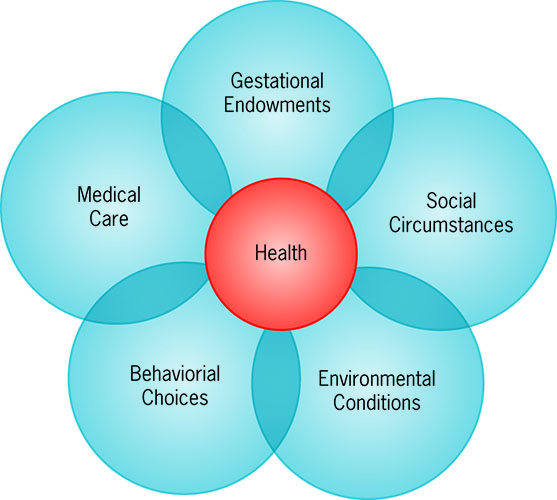 Gestational
Endowments
Medical
Care
Social
Circumstances
Health
Behaviorial
Choices
Environmental
Conditions